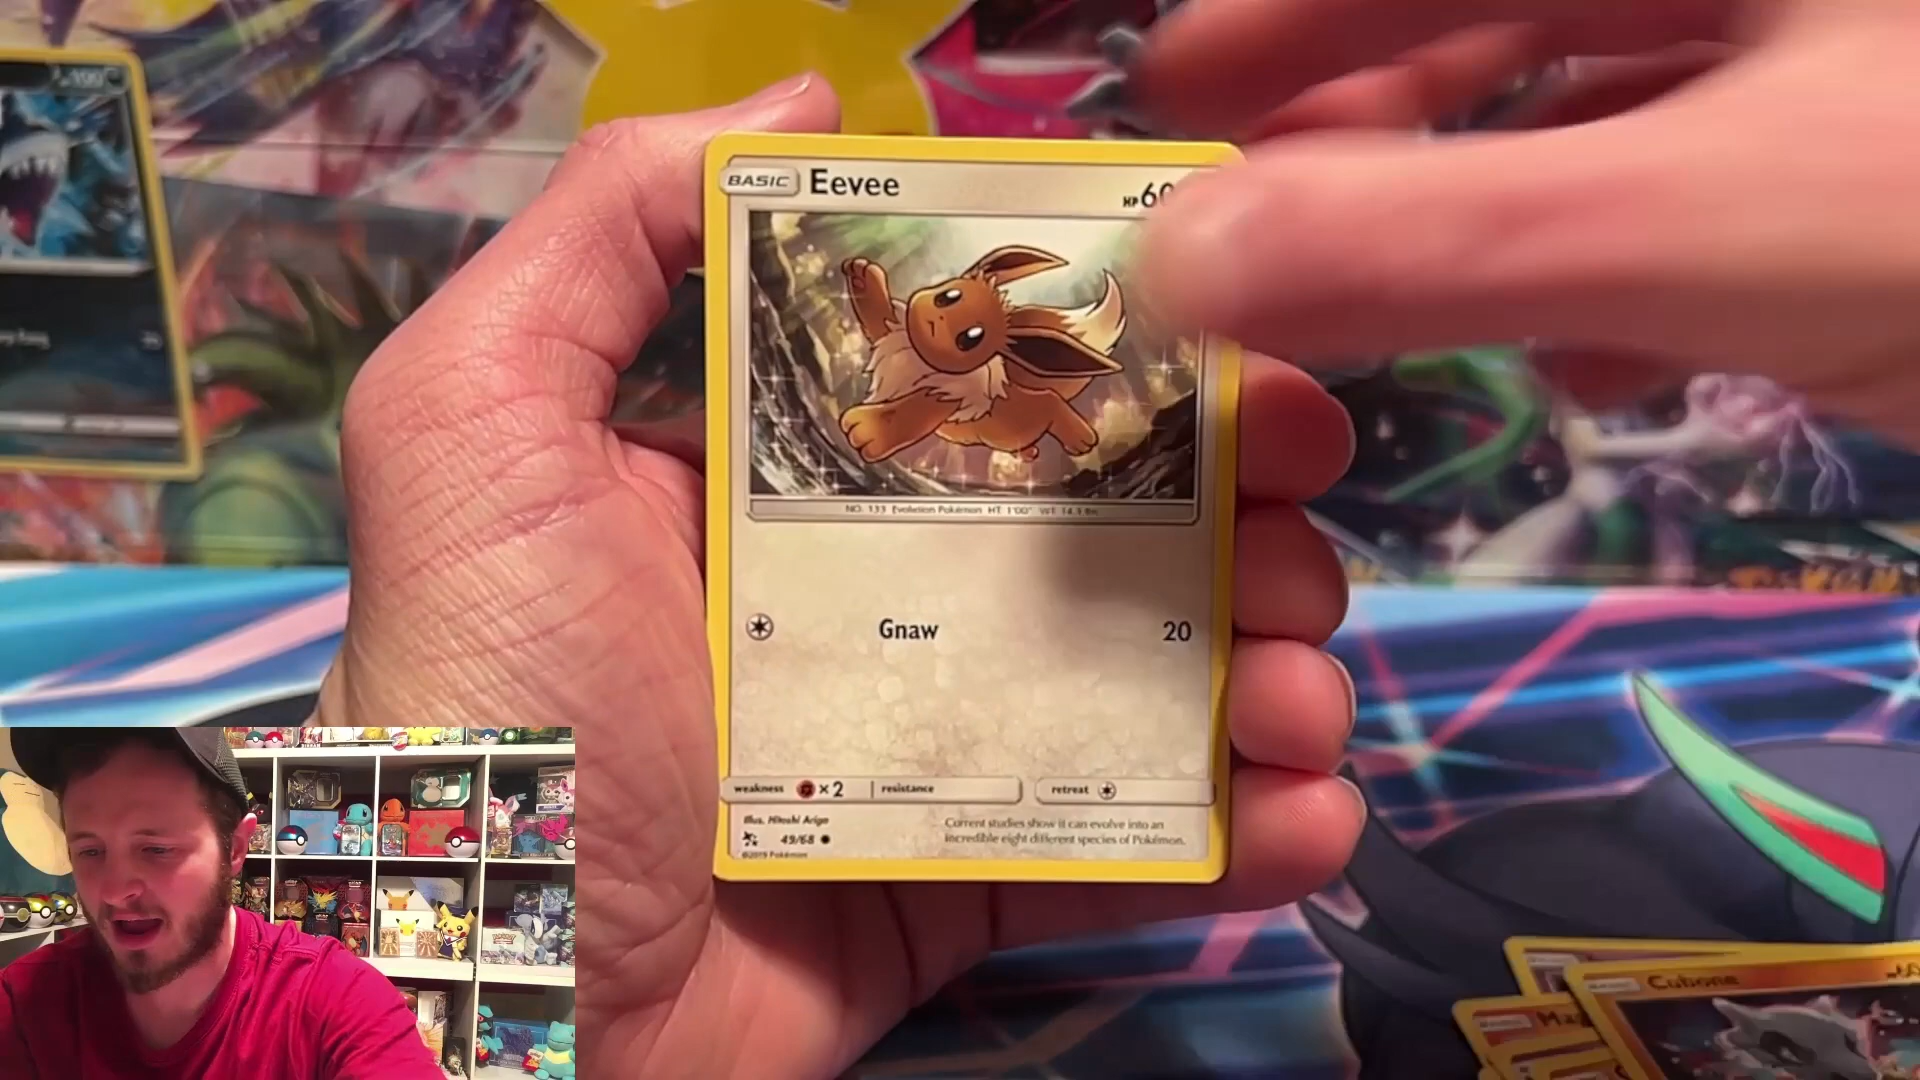 BASIC Eevee HP 60
NO. 133 Evolution Pokémon HT 1'00" WT 14.3 lbs.
Gnaw 20
weakness ×2 resistance retreat
Illus. Hitoshi Ariga
49/68
©2019 Pokémon
Current studies show it can evolve into an
incredible eight different species of Pokémon.
100
Cubone
Ma